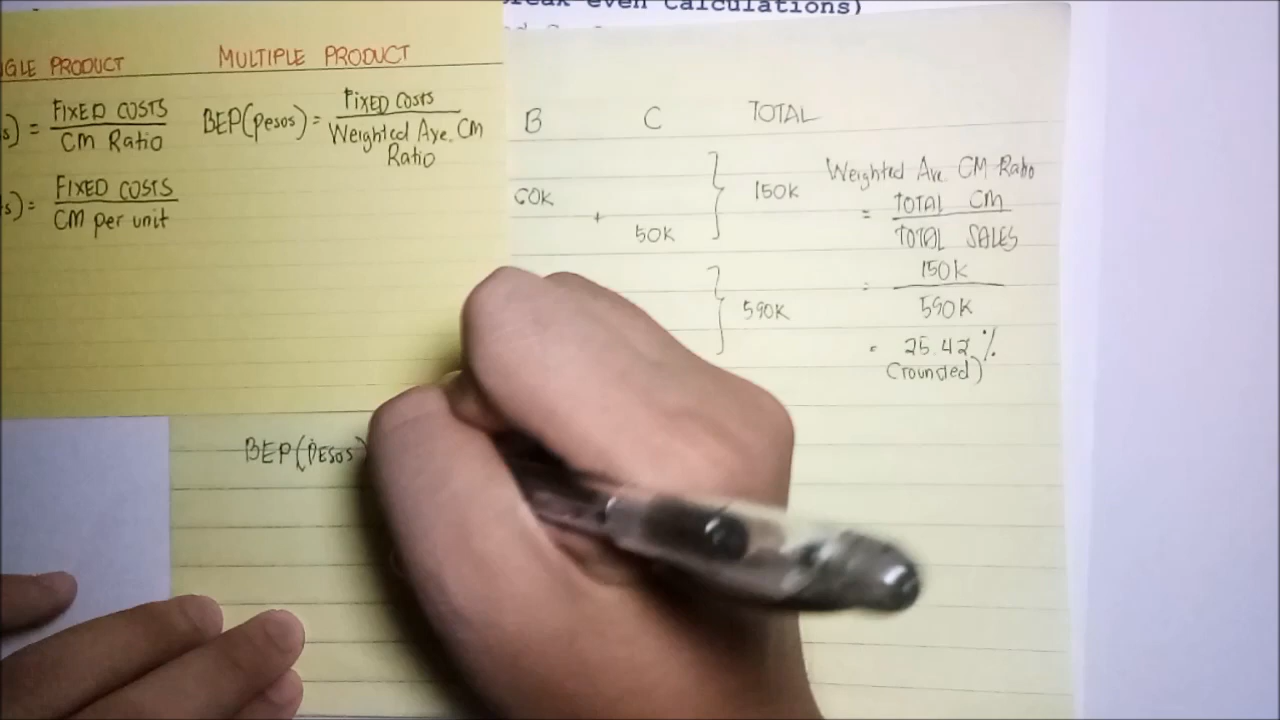 reak-even Calculations)
NGLE PRODUCT MULTIPLE PRODUCT
s) = FIXED COSTS
CM Ratio
BEP(pesos) = FIXED COSTS
Weighted Ave. CM
Ratio
s) = FIXED COSTS
CM per unit
B C TOTAL
60K + 50K } 150K
} 590K
Weighted Ave CM Ratio
= TOTAL CM
TOTAL SALES
= 150K
590K
= 25.42%
(rounded)
BEP(PESOS)